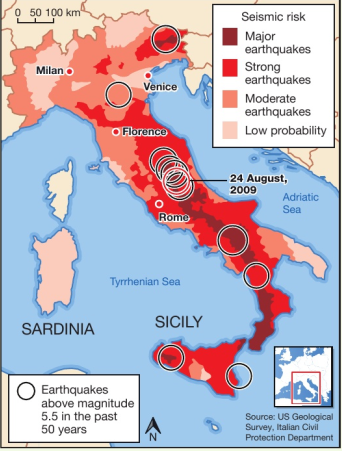 0 50 100 km
Seismic risk
Major
earthquakes
Strong
earthquakes
Moderate
earthquakes
Low probability
Milan
Venice
Florence
24 August,
2009
Adriatic
Sea
Rome
Tyrrhenian Sea
SARDINIA
SICILY
Earthquakes
above magnitude
5.5 in the past
50 years
N
Source: US Geological
Survey, Italian Civil
Protection Department